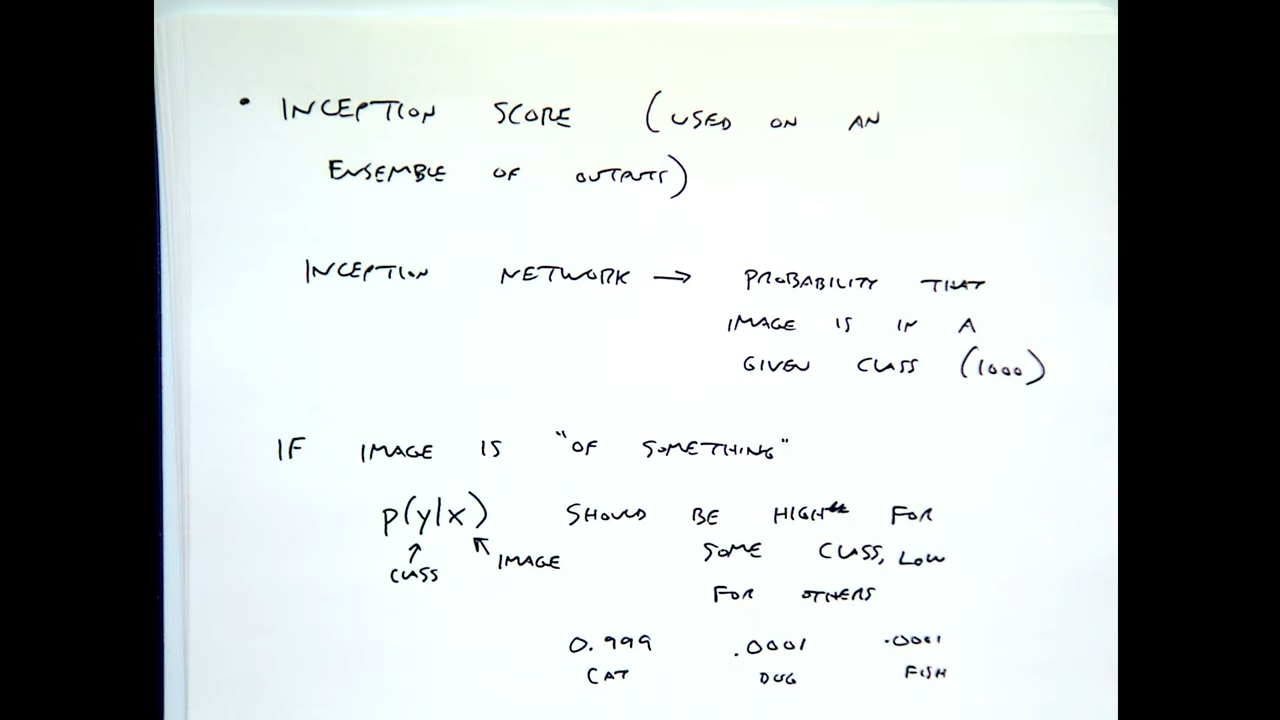 • INCEPTION SCORE (USED ON AN
ENSEMBLE OF OUTPUTS)
INCEPTION NETWORK → PROBABILITY THAT
IMAGE IS IN A
GIVEN CLASS (1000)
IF IMAGE IS "OF SOMETHING"
p(y|x) SHOULD BE HIGH FOR
SOME CLASS, LOW
↑ CLASS ↖ IMAGE
FOR OTHERS
0.999 .0001 .0001
CAT DOG FISH